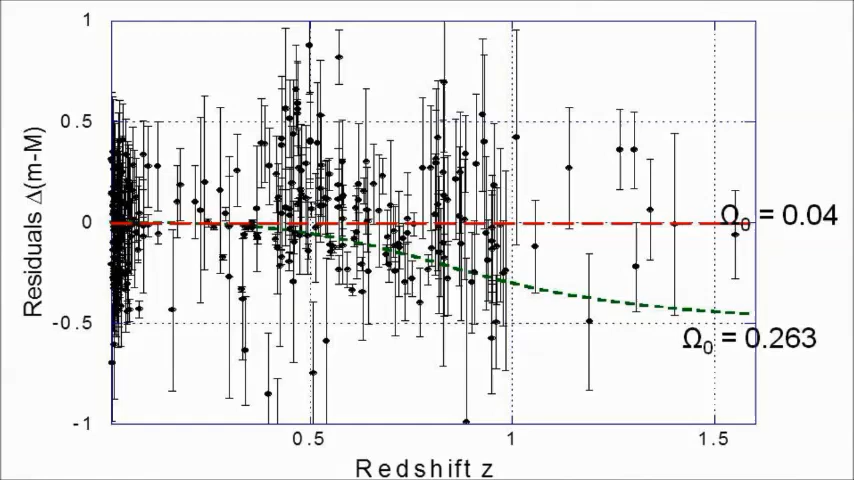 1
0.5
0
-0.5
-1
Residuals Δ(m-M)
Ω₀ = 0.04
Ω₀ = 0.263
0.5 1 1.5
Redshift z